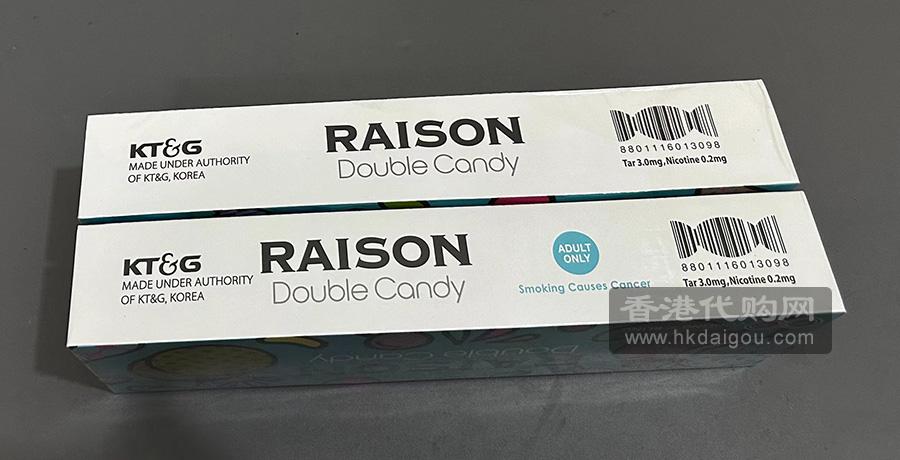 KT&G
MADE UNDER AUTHORITY
OF KT&G, KOREA
RAISON
Double Candy
8801116013098
Tar 3.0mg, Nicotine 0.2mg
KT&G
MADE UNDER AUTHORITY
OF KT&G, KOREA
RAISON
Double Candy
ADULT
ONLY
Smoking Causes Cancer
8801116013098
Tar 3.0mg, Nicotine 0.2mg
香港代购网
www.hkdaigou.com
Double Candy